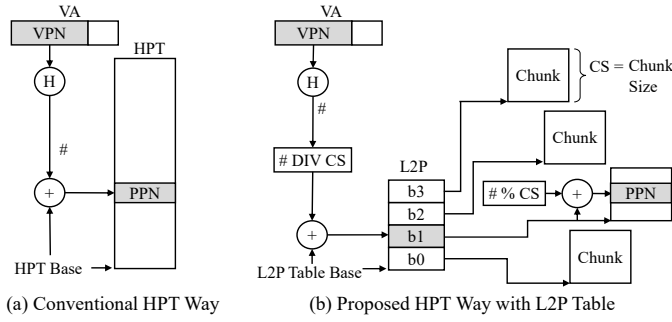 VA
VPN
HPT
H
#
+
PPN
HPT Base
(a) Conventional HPT Way
VA
VPN
H
#
# DIV CS
+
L2P Table Base
L2P
b3
b2
b1
b0
Chunk
CS = Chunk
Size
Chunk
# % CS
+
PPN
Chunk
(b) Proposed HPT Way with L2P Table